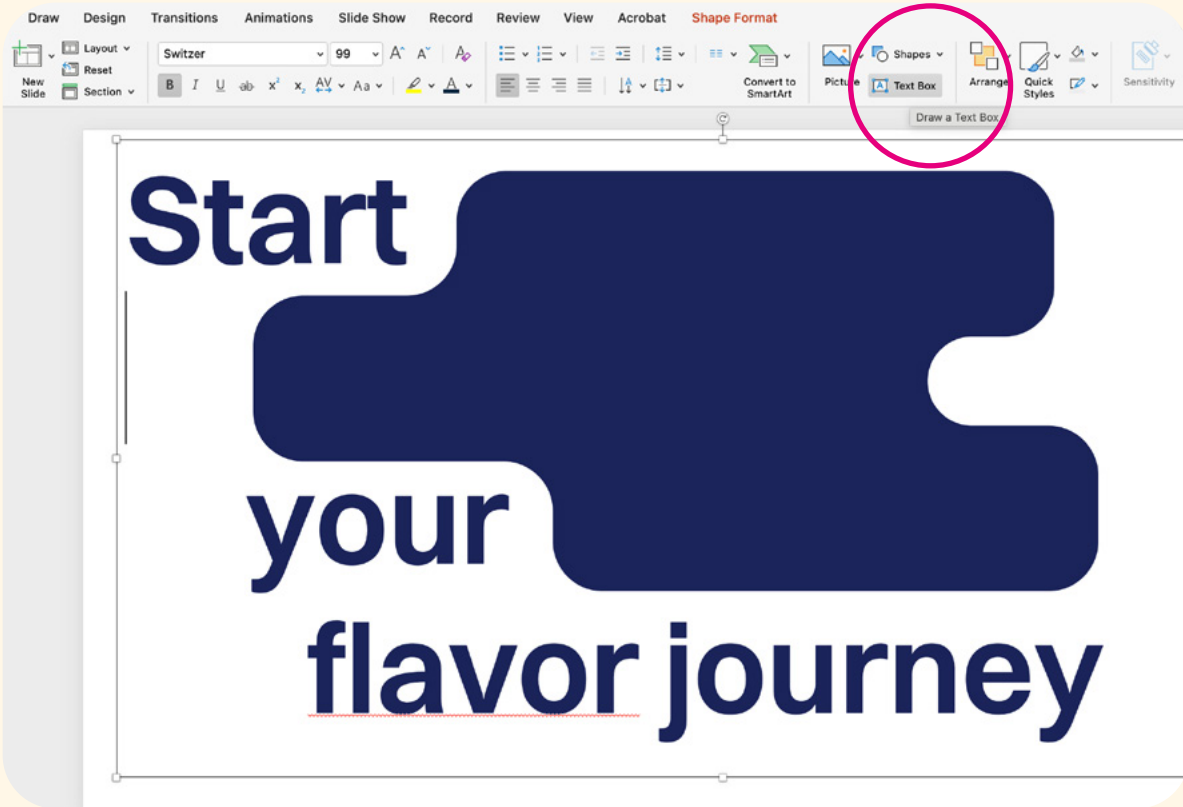 Draw Design Transitions Animations Slide Show Record Review View Acrobat Shape Format
New Slide
Layout
Reset
Section
Switzer 99 A^ A˅ A
B I U ab x² x₂ AV Aa A
Convert to SmartArt
Picture
Shapes
Text Box
Arrange
Quick Styles
Sensitivity
Draw a Text Box
Start
your
flavor journey